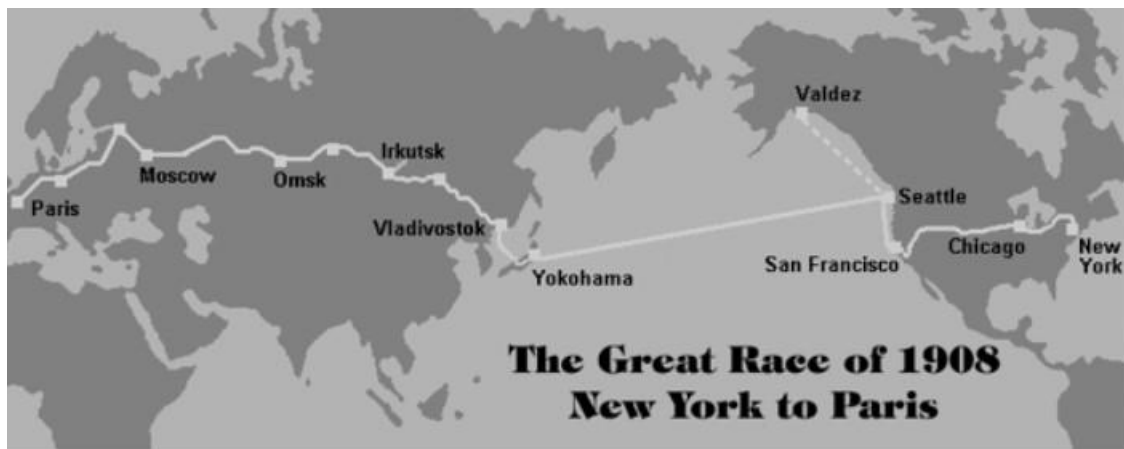 Valdez
Irkutsk
Moscow
Omsk
Seattle
Paris
Vladivostok
Chicago
New
York
San Francisco
Yokohama
The Great Race of 1908
New York to Paris